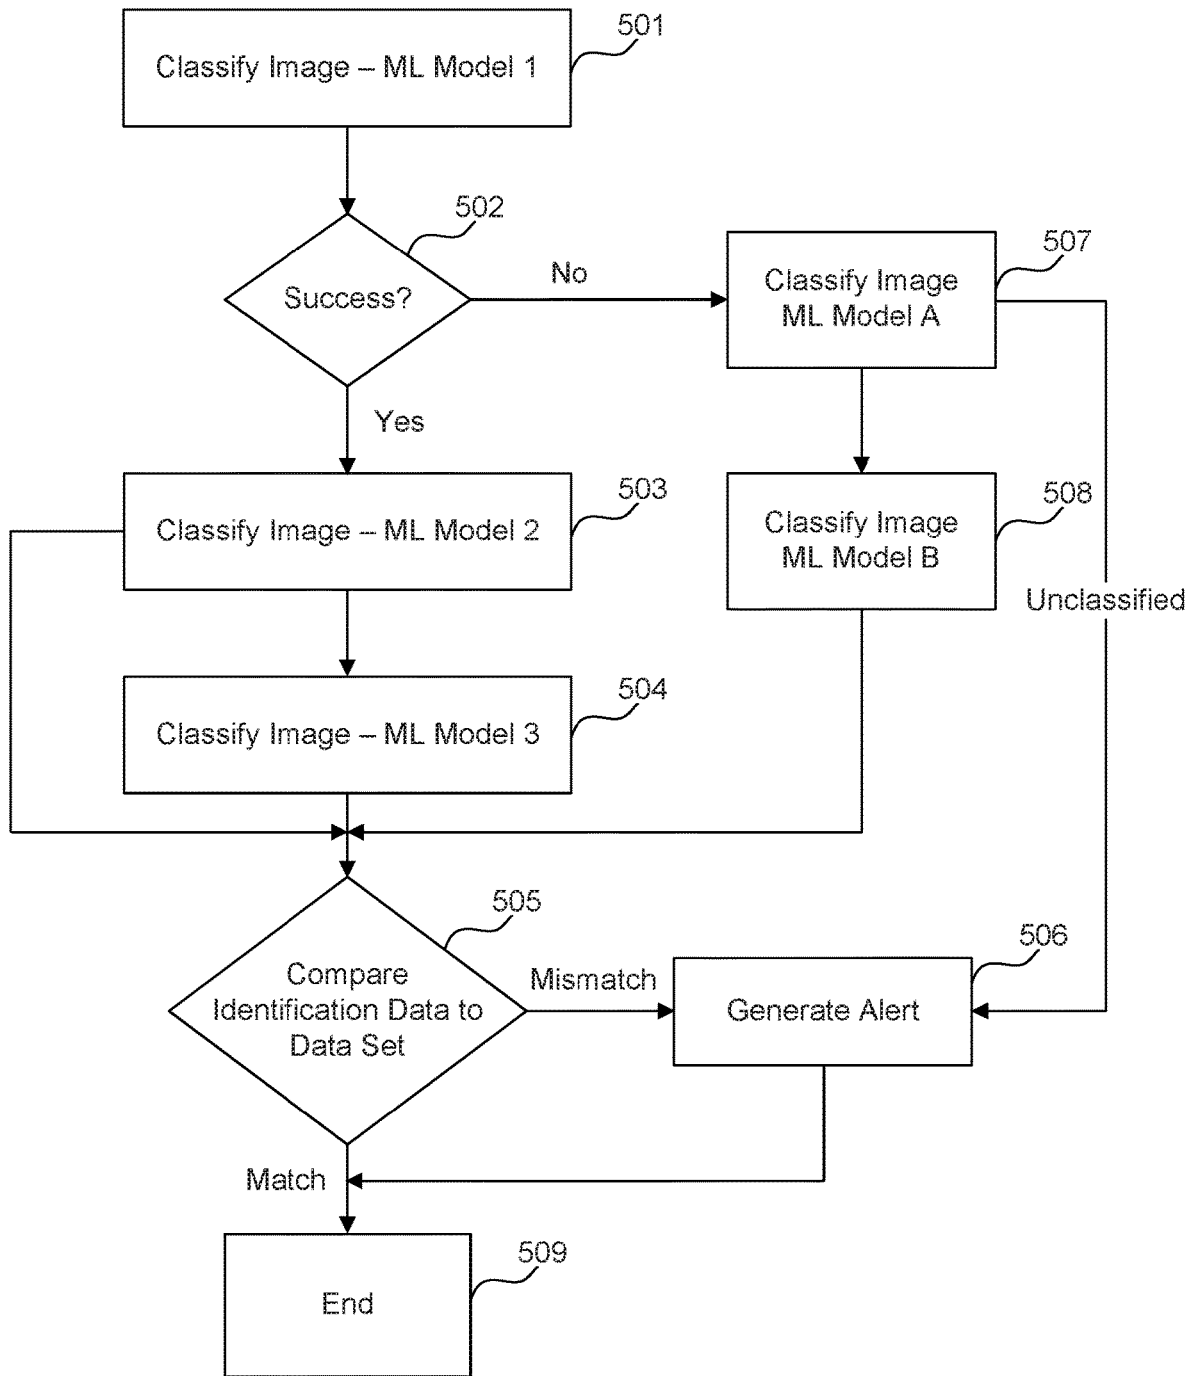 501
Classify Image – ML Model 1
502
Success?
No
507
Classify Image
ML Model A
Yes
503
Classify Image – ML Model 2
508
Classify Image
ML Model B
Unclassified
504
Classify Image – ML Model 3
505
Compare
Identification Data to
Data Set
Mismatch
506
Generate Alert
Match
509
End